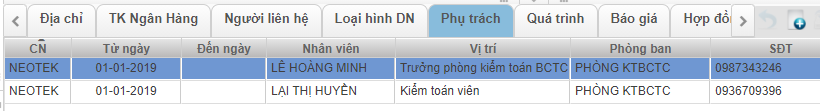 Địa chỉ TK Ngân Hàng Người liên hệ Loại hình DN Phụ trách Quá trình Báo giá Hợp đồ
CN Từ ngày Đến ngày Nhân viên Vị trí Phòng ban SĐT
NEOTEK 01-01-2019 LÊ HOÀNG MINH Trưởng phòng kiểm toán BCTC PHÒNG KTBCTC 0987343246
NEOTEK 01-01-2019 LẠI THỊ HUYỀN Kiểm toán viên PHÒNG KTBCTC 0936709396